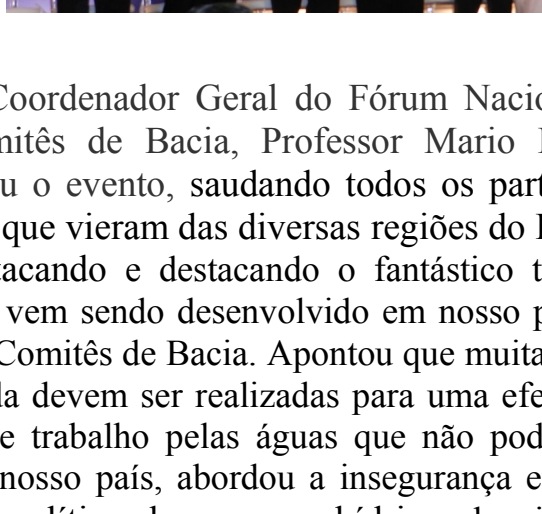 Coordenador Geral do Fórum Nacio
mitês de Bacia, Professor Mario
u o evento, saudando todos os part
que vieram das diversas regiões do
tacando e destacando o fantástico t
vem sendo desenvolvido em nosso p
Comitês de Bacia. Apontou que muita
da devem ser realizadas para uma efe
e trabalho pelas águas que não pod
nosso país, abordou a insegurança e